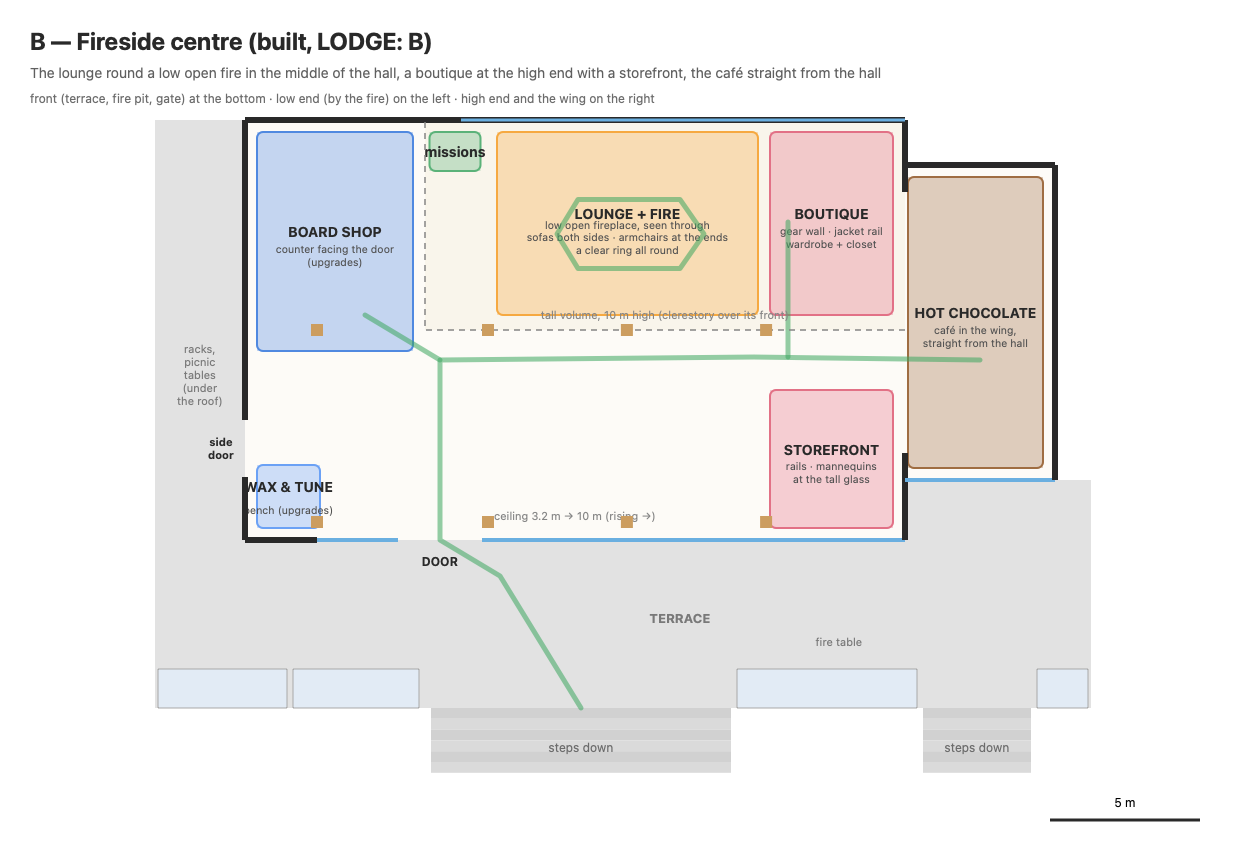 B — Fireside centre (built, LODGE: B)
The lounge round a low open fire in the middle of the hall, a boutique at the high end with a storefront, the café straight from the hall
front (terrace, fire pit, gate) at the bottom · low end (by the fire) on the left · high end and the wing on the right
missions
BOARD SHOP
counter facing the door
(upgrades)
LOUNGE + FIRE
low open fireplace, seen through
sofas both sides · armchairs at the ends
a clear ring all round
BOUTIQUE
gear wall · jacket rail
wardrobe + closet
HOT CHOCOLATE
café in the wing,
straight from the hall
tall volume, 10 m high (clerestory over its front)
racks,
picnic
tables
(under
the roof)
side
door
STOREFRONT
rails · mannequins
at the tall glass
WAX & TUNE
bench (upgrades)
ceiling 3.2 m → 10 m (rising →)
DOOR
TERRACE
fire table
steps down
steps down
5 m